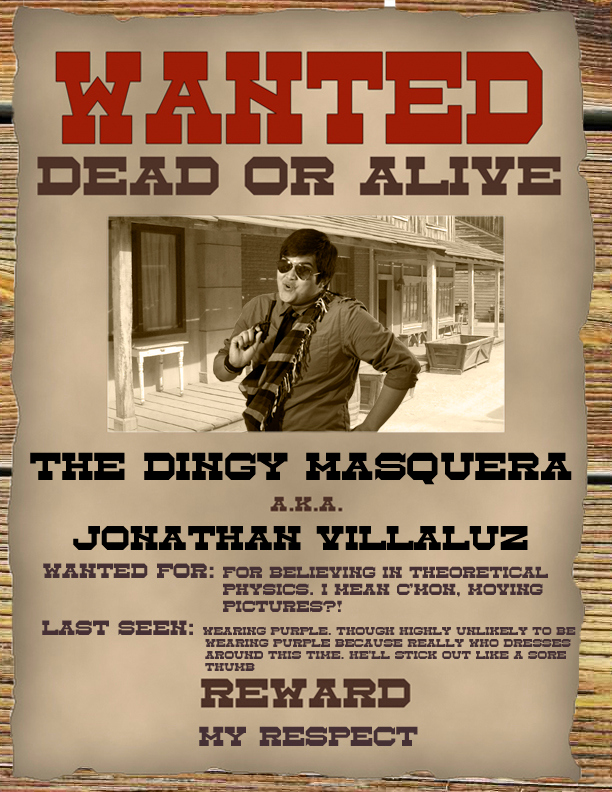 WANTED
DEAD OR ALIVE
THE DINGY MASQUERA
A.K.A.
JONATHAN VILLALUZ
WANTED FOR: FOR BELIEVING IN THEORETICAL
PHYSICS. I MEAN C'MON, MOVING
PICTURES?!
LAST SEEN: WEARING PURPLE. THOUGH HIGHLY UNLIKELY TO BE
WEARING PURPLE BECAUSE REALLY WHO DRESSES
AROUND THIS TIME. HE'LL STICK OUT LIKE A SORE
THUMB
REWARD
MY RESPECT